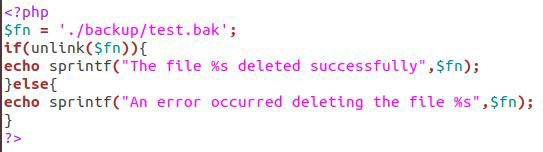 <?php
$fn = './backup/test.bak';
if(unlink($fn)){
echo sprintf("The file %s deleted successfully",$fn);
}else{
echo sprintf("An error occurred deleting the file %s",$fn);
}
?>